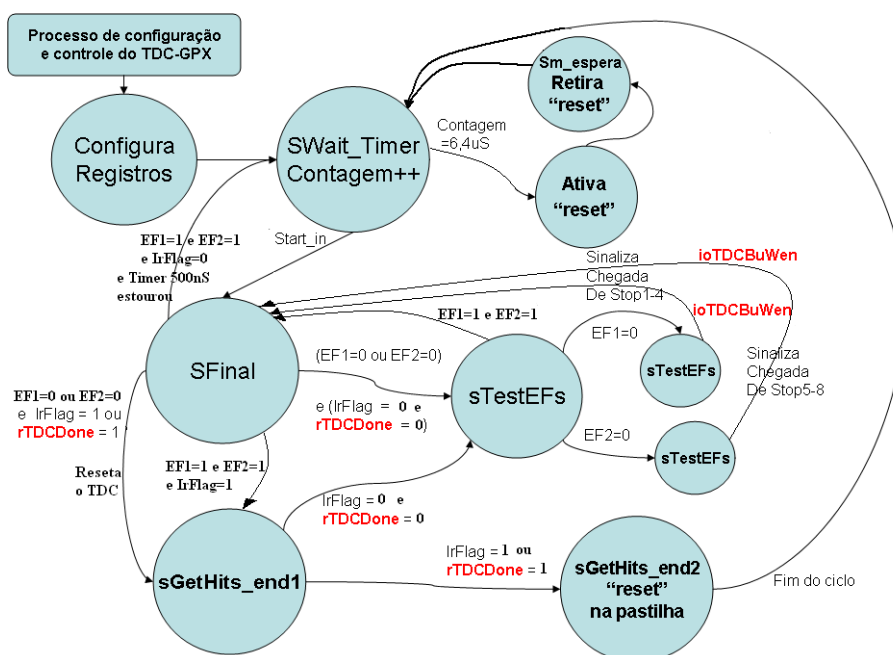 Processo de configuração
e controle do TDC-GPX
Configura
Registros
SWait_Timer
Contagem++
Contagem
=6,4uS
Sm_espera
Retira
“reset”
Ativa
“reset”
EF1=1 e EF2=1
e IrFlag=0
e Timer 500nS
estourou
Start_in
Sinaliza
Chegada
De Stop1-4
ioTDCBuWen
ioTDCBuWen
EF1=1 e EF2=1
EF1=0
SFinal
(EF1=0 ou EF2=0)
e (IrFlag = 0 e
rTDCDone = 0)
sTestEFs
sTestEFs
Sinaliza
Chegada
De Stop5-8
EF2=0
sTestEFs
EF1=0 ou EF2=0
e IrFlag = 1 ou
rTDCDone = 1
Reseta
o TDC
EF1=1 e EF2=1
e IrFlag=1
IrFlag = 0 e
rTDCDone = 0
sGetHits_end1
IrFlag = 1 ou
rTDCDone = 1
sGetHits_end2
“reset”
na pastilha
Fim do ciclo